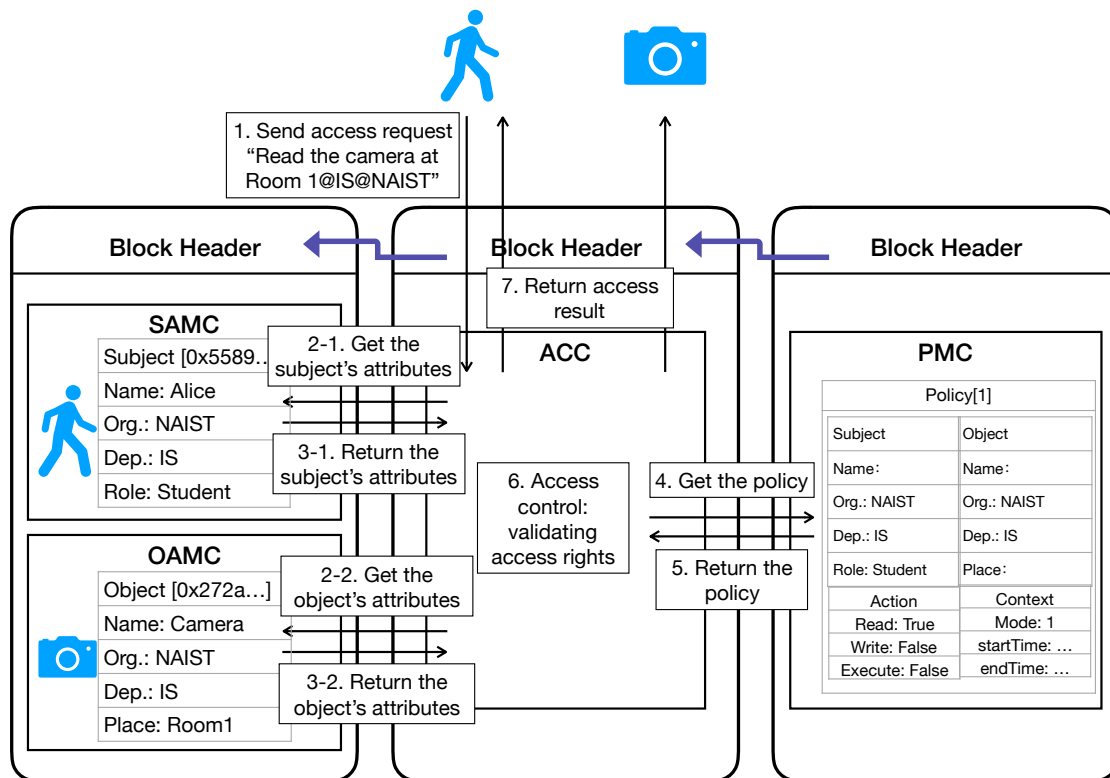 1. Send access request
“Read the camera at
Room 1@IS@NAIST”
Block Header
Block Header
Block Header
7. Return access
result
SAMC
Subject [0x5589...
Name: Alice
Org.: NAIST
Dep.: IS
Role: Student
2-1. Get the
subject’s attributes
3-1. Return the
subject’s attributes
OAMC
Object [0x272a...]
Name: Camera
Org.: NAIST
Dep.: IS
Place: Room1
2-2. Get the
object’s attributes
3-2. Return the
object’s attributes
ACC
6. Access
control:
validating
access rights
4. Get the policy
5. Return the
policy
PMC
Policy[1]
Subject
Object
Name:
Name:
Org.: NAIST
Org.: NAIST
Dep.: IS
Dep.: IS
Role: Student
Place:
Action
Context
Read: True
Mode: 1
Write: False
startTime: ...
Execute: False
endTime: ...